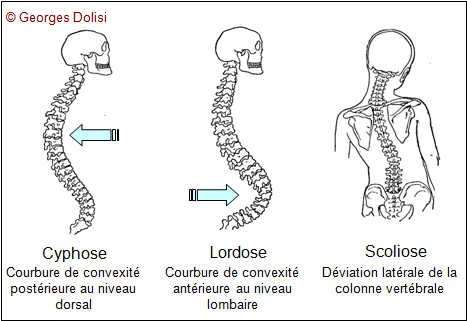 © Georges Dolisi
Cyphose
Courbure de convexité
postérieure au niveau
dorsal
Lordose
Courbure de convexité
antérieure au niveau
lombaire
Scoliose
Déviation latérale de la
colonne vertébrale